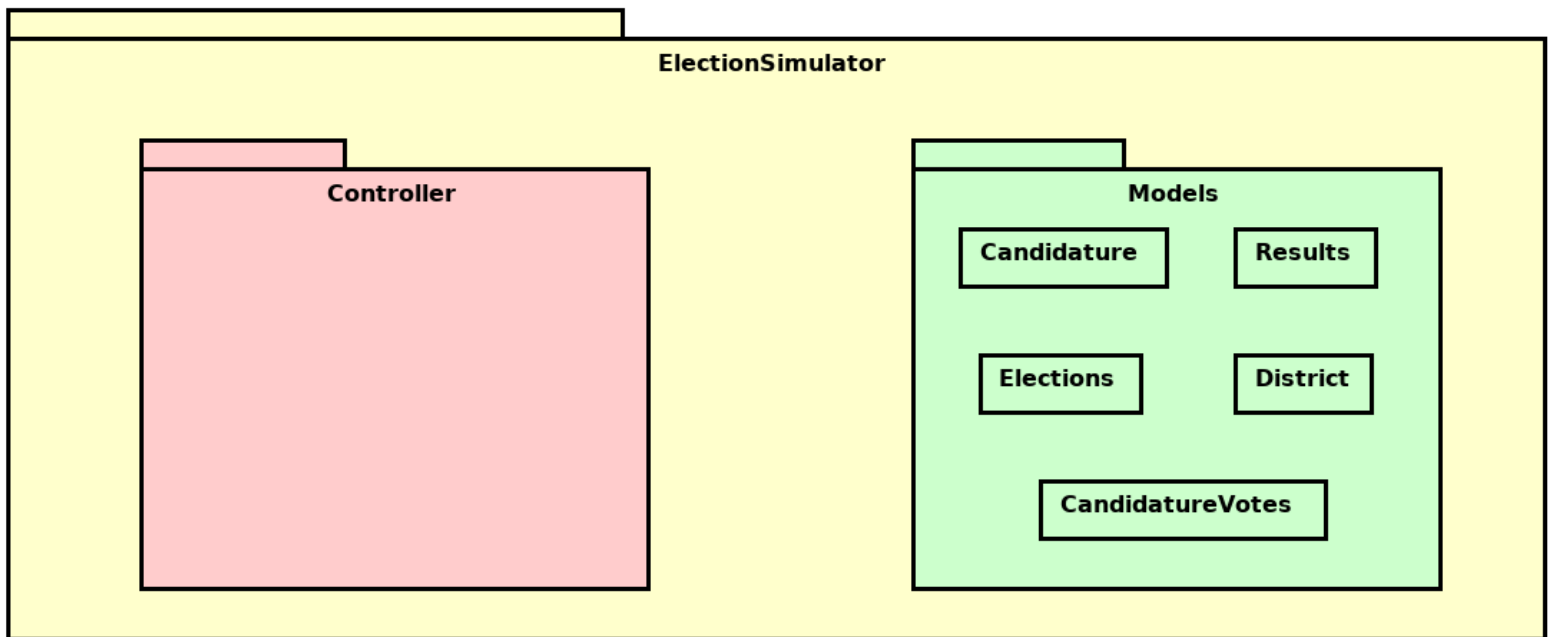 ElectionSimulator
Controller
Models
Candidature
Results
Elections
District
CandidatureVotes